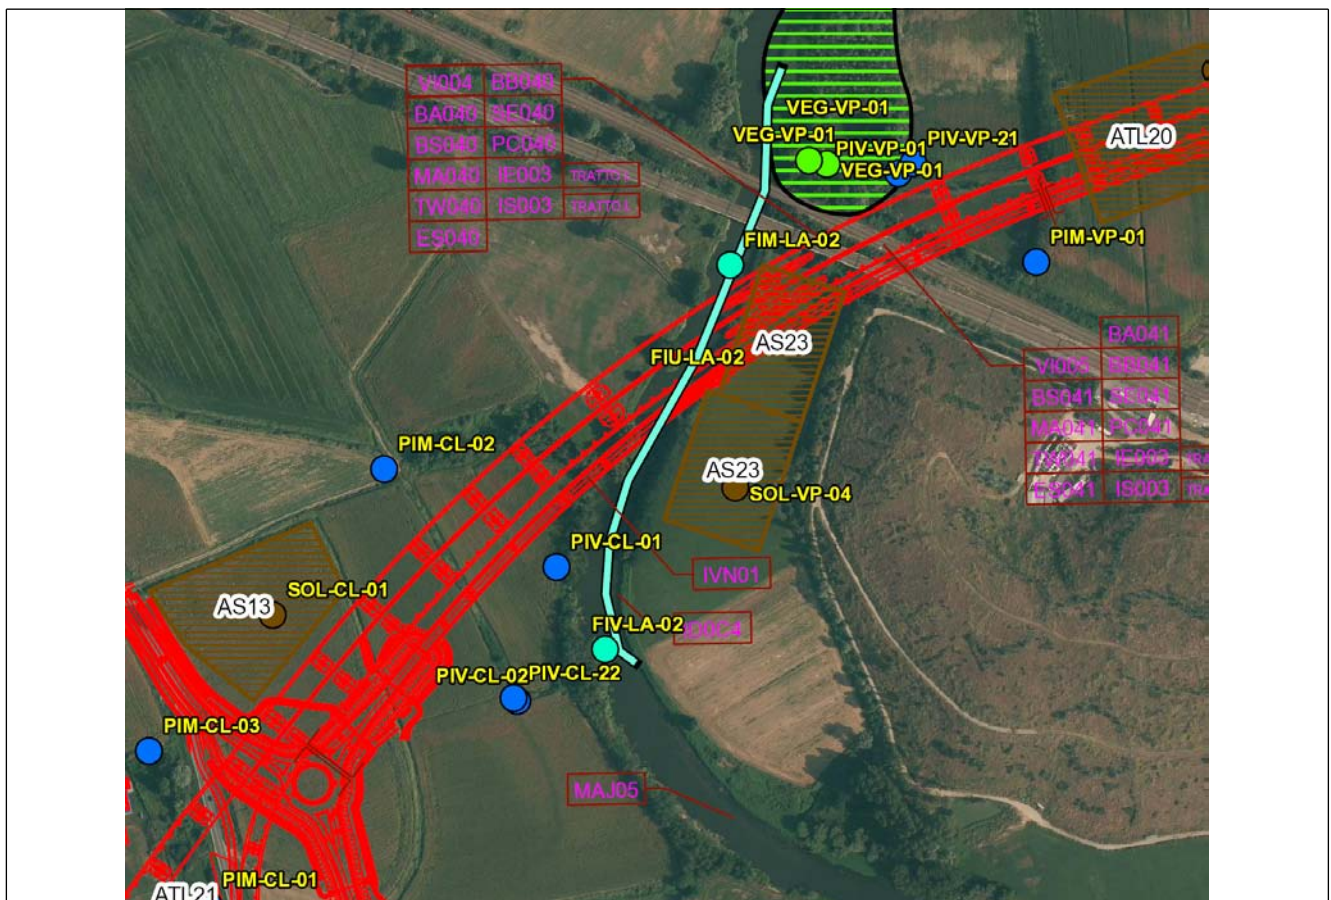 VI004 BB040
BA040 SE040
BS040 PC040
MA040 IE003
TW040 IS003
ES040
VEG-VP-01
VEG-VP-01
PIV-VP-01
VEG-VP-01
PIV-VP-21
ATL20
PIM-VP-01
FIM-LA-02
AS23
FIU-LA-02
BA041
VI005 BB041
BS041 SE041
MA041 PC041
IE003
ES041 IS003
PIM-CL-02
AS23
SOL-VP-04
PIV-CL-01
IVN01
SOL-CL-01
AS13
FIV-LA-02
PIV-CL-02
PIV-CL-22
PIM-CL-03
MAJ05
PIM-CL-01
ATL21